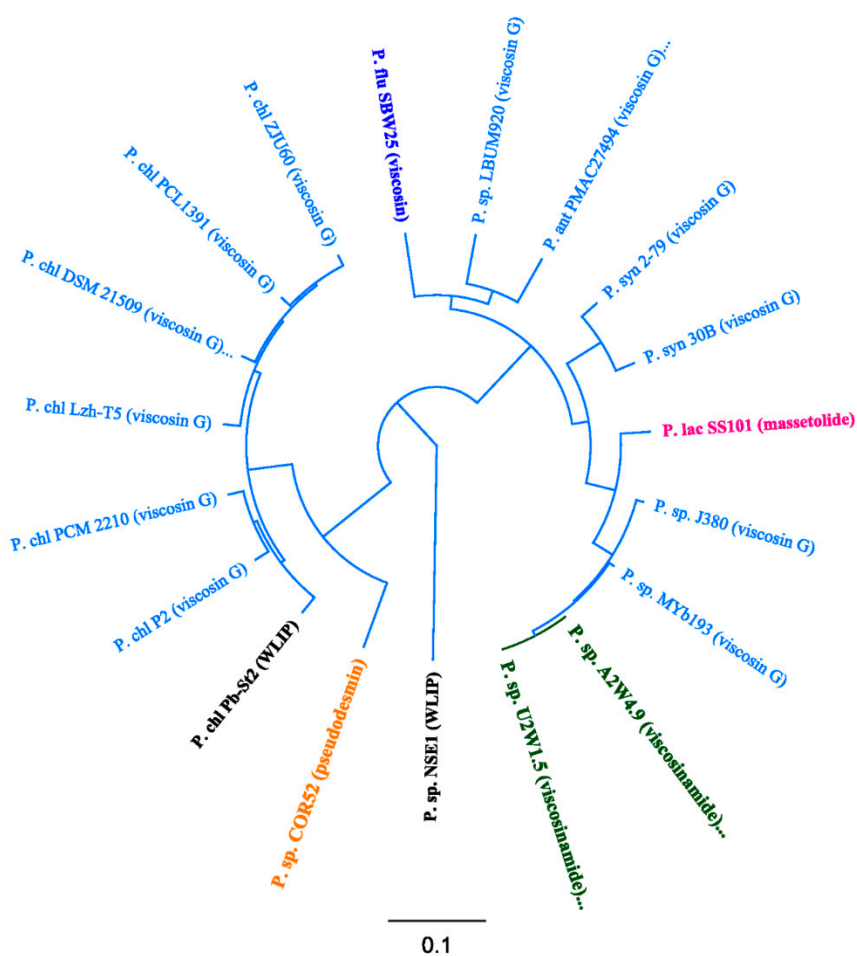 P. flu SBW25 (viscosin)
P. sp. LBUM920 (viscosin G)
P. ant PMAC27494 (viscosin G)...
P. syn 2-79 (viscosin G)
P. syn 30B (viscosin G)
P. lac SS101 (massetolide)
P. sp. J380 (viscosin G)
P. sp. MYb193 (viscosin G)
P. sp. A2W4.9 (viscosinamide)...
P. sp. U2W1.5 (viscosinamide)...
P. sp. NSE1 (WLIP)
P. sp. COR52 (pseudodesmin)
P. chl Pb-St2 (WLIP)
P. chl P2 (viscosin G)
P. chl PCM 2210 (viscosin G)
P. chl Lzh-T5 (viscosin G)
P. chl DSM 21509 (viscosin G)...
P. chl PCL1391 (viscosin G)
P. chl ZJU60 (viscosin G)
0.1